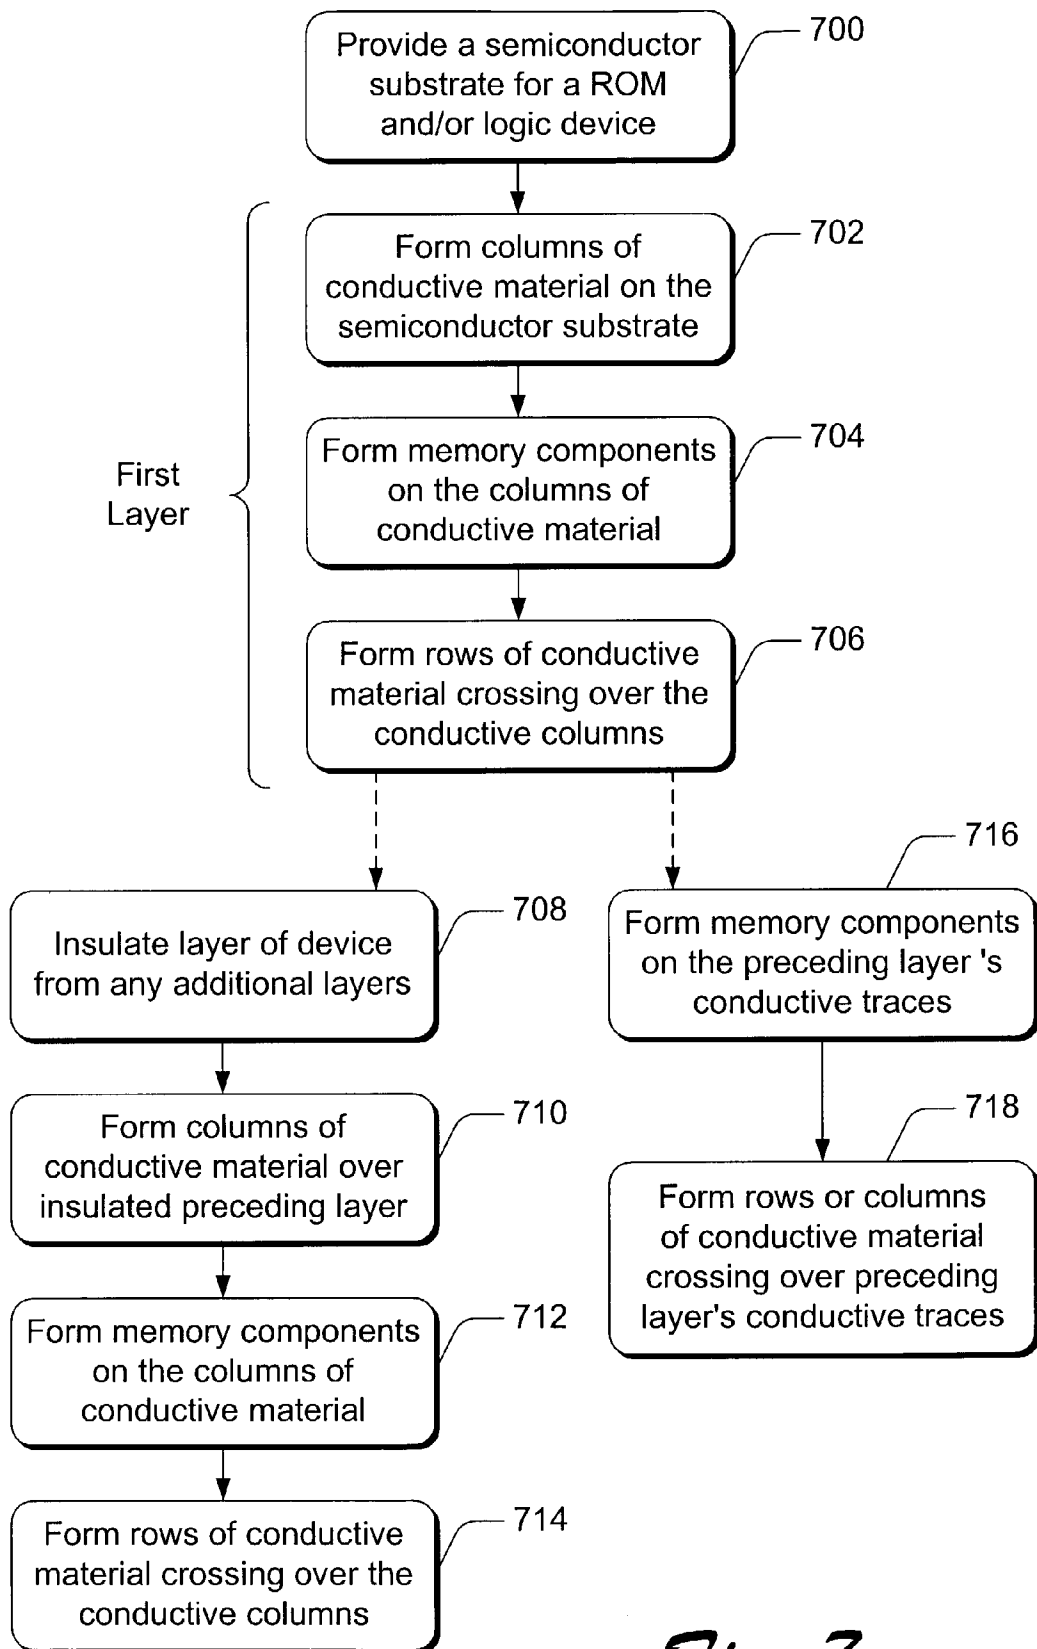 700
Provide a semiconductor
substrate for a ROM
and/or logic device
702
Form columns of
conductive material on the
semiconductor substrate
First
Layer
704
Form memory components
on the columns of
conductive material
706
Form rows of conductive
material crossing over the
conductive columns
708
Insulate layer of device
from any additional layers
710
Form columns of
conductive material over
insulated preceding layer
712
Form memory components
on the columns of
conductive material
714
Form rows of conductive
material crossing over the
conductive columns
716
Form memory components
on the preceding layer 's
conductive traces
718
Form rows or columns
of conductive material
crossing over preceding
layer's conductive traces